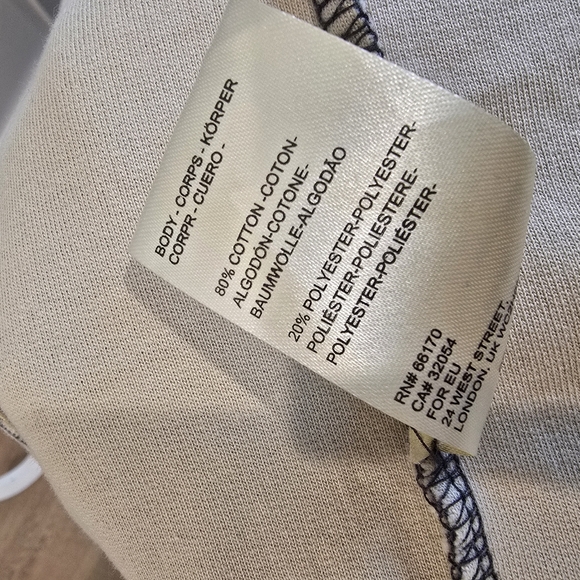 BODY - CORPS - KÖRPER
CORPR - CUERO -
80% COTTON -COTON-
ALGODÓN-COTONE-
BAUMWOLLE-ALGODÃO
20% POLYESTER-POLYESTER-
POLIÉSTER-POLIESTERE-
POLYESTER-POLIÉSTER-
RN# 66170
CA# 32054
FOR EU
24 WEST STREET,
LONDON, UK